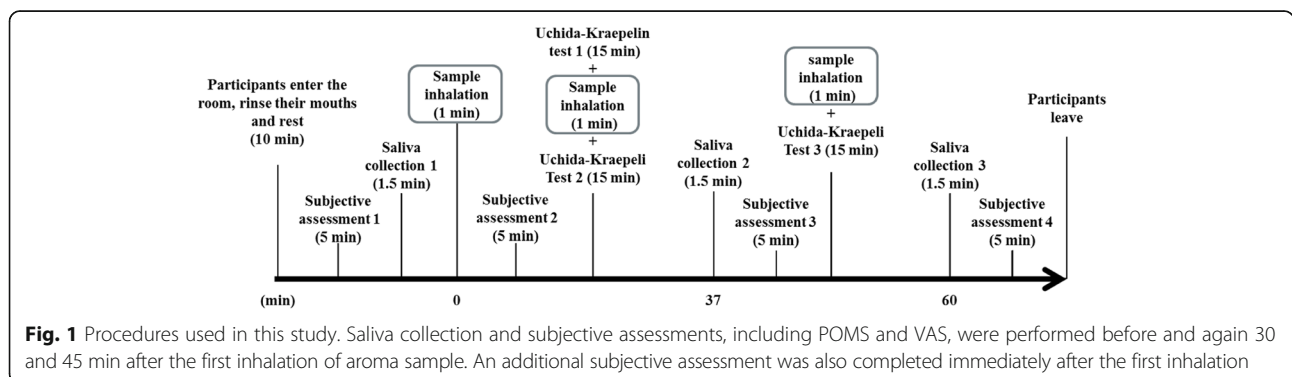 Participants enter the
room, rinse their mouths
and rest
(10 min)
Subjective
assessment 1
(5 min)
Saliva
collection 1
(1.5 min)
Sample
inhalation
(1 min)
Subjective
assessment 2
(5 min)
Uchida-Kraepelin
test 1 (15 min)
+
Sample
inhalation
(1 min)
+
Uchida-Kraepeli
Test 2 (15 min)
Saliva
collection 2
(1.5 min)
Subjective
assessment 3
(5 min)
sample
inhalation
(1 min)
+
Uchida-Kraepeli
Test 3 (15 min)
Saliva
collection 3
(1.5 min)
Subjective
assessment 4
(5 min)
Participants
leave
(min) 0 37 60
Fig. 1 Procedures used in this study. Saliva collection and subjective assessments, including POMS and VAS, were performed before and again 30
and 45 min after the first inhalation of aroma sample. An additional subjective assessment was also completed immediately after the first inhalation